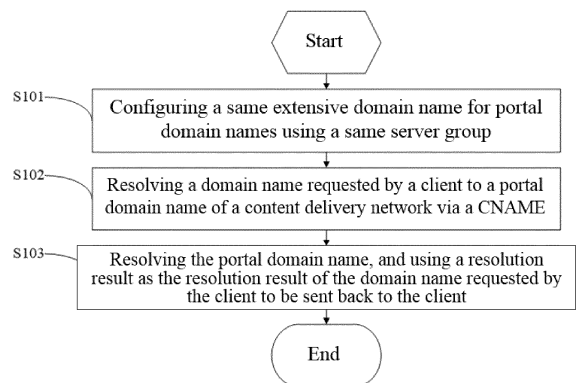 Start
S101
Configuring a same extensive domain name for portal
domain names using a same server group
S102
Resolving a domain name requested by a client to a portal
domain name of a content delivery network via a CNAME
S103
Resolving the portal domain name, and using a resolution
result as the resolution result of the domain name requested by
the client to be sent back to the client
End